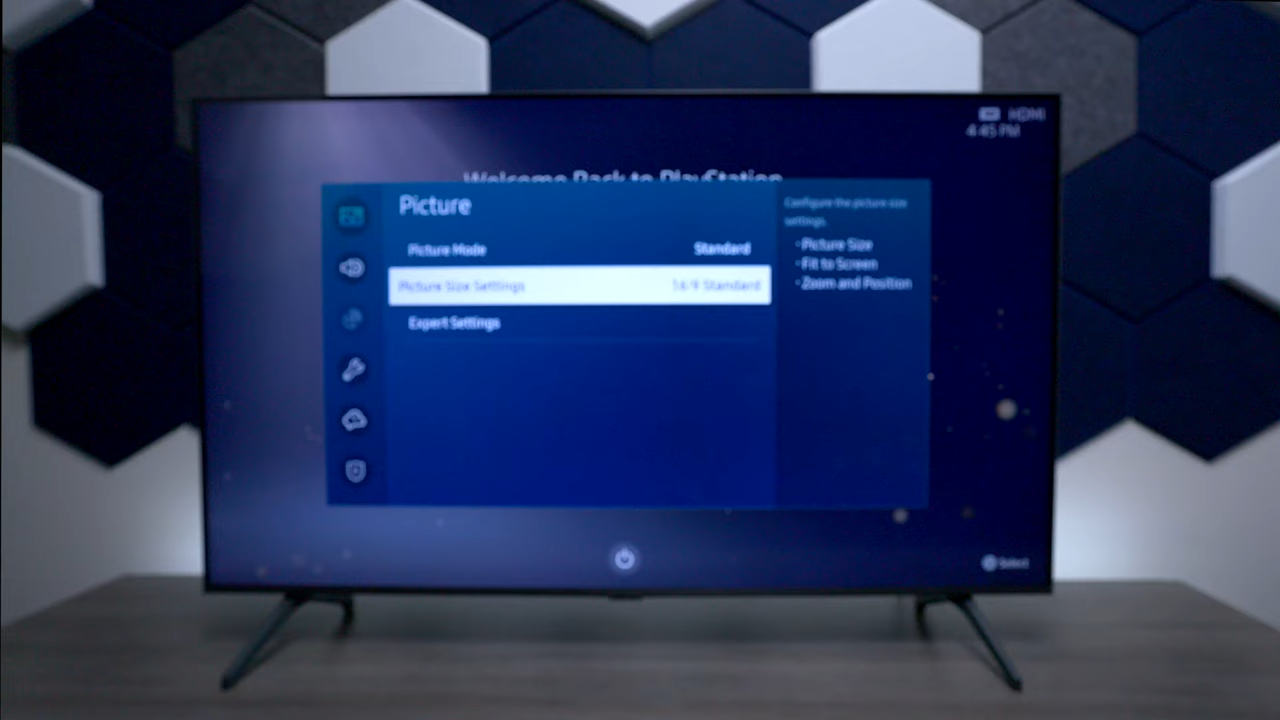 HDMI
4:45 PM
Welcome Back to PlayStation
Picture
Configure the picture size
settings.
Picture Mode Standard
• Picture Size
• Fit to Screen
Picture Size Settings 16:9 Standard
• Zoom and Position
Expert Settings
Select